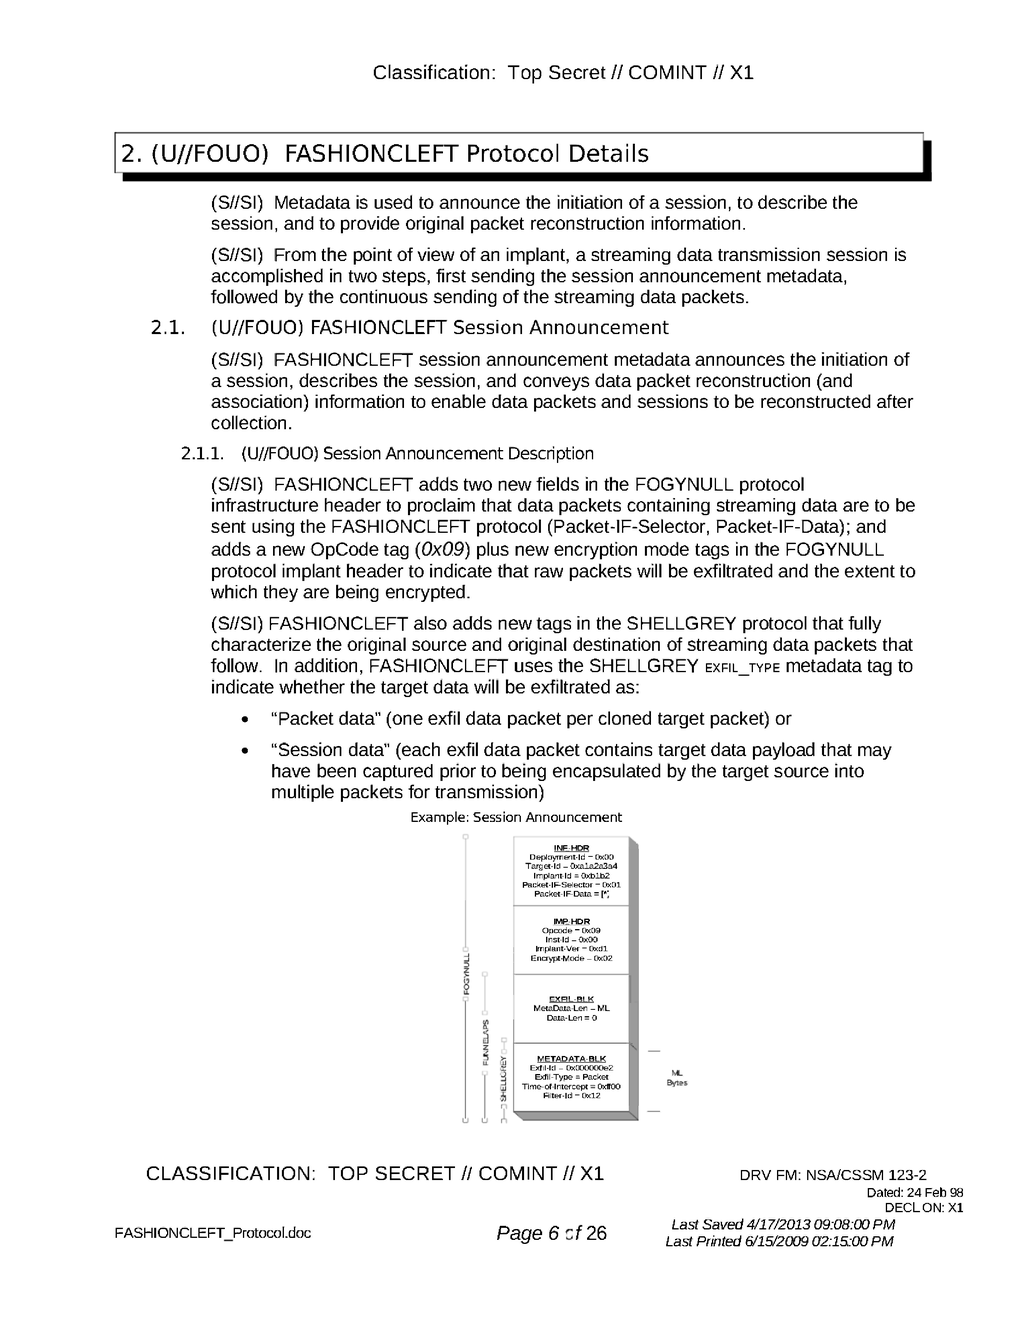 Classification: Top Secret // COMINT // X1
2. (U//FOUO) FASHIONCLEFT Protocol Details
(S//SI) Metadata is used to announce the initiation of a session, to describe the
session, and to provide original packet reconstruction information.
(S//SI) From the point of view of an implant, a streaming data transmission session is
accomplished in two steps, first sending the session announcement metadata,
followed by the continuous sending of the streaming data packets.
2.1. (U//FOUO) FASHIONCLEFT Session Announcement
(S//SI) FASHIONCLEFT session announcement metadata announces the initiation of
a session, describes the session, and conveys data packet reconstruction (and
association) information to enable data packets and sessions to be reconstructed after
collection.
2.1.1. (U//FOUO) Session Announcement Description
(S//SI) FASHIONCLEFT adds two new fields in the FOGYNULL protocol
infrastructure header to proclaim that data packets containing streaming data are to be
sent using the FASHIONCLEFT protocol (Packet-IF-Selector, Packet-IF-Data); and
adds a new OpCode tag (0x09) plus new encryption mode tags in the FOGYNULL
protocol implant header to indicate that raw packets will be exfiltrated and the extent to
which they are being encrypted.
(S//SI) FASHIONCLEFT also adds new tags in the SHELLGREY protocol that fully
characterize the original source and original destination of streaming data packets that
follow. In addition, FASHIONCLEFT uses the SHELLGREY EXFIL_TYPE metadata tag to
indicate whether the target data will be exfiltrated as:
• “Packet data” (one exfil data packet per cloned target packet) or
• “Session data” (each exfil data packet contains target data payload that may
have been captured prior to being encapsulated by the target source into
multiple packets for transmission)
Example: Session Announcement
INF-HDR
Deployment-Id = 0x00
Target-Id = 0xa1a2a3a4
Implant-Id = 0xb1b2
Packet-IF-Selector = 0x01
Packet-IF-Data = [*]
IMP-HDR
Opcode = 0x09
Inst-Id = 0x00
Implant-Ver = 0xd1
Encrypt-Mode = 0x02
FOGYNULL
EXFIL-BLK
MetaData-Len = ML
Data-Len = 0
FUNNELAPS
METADATA-BLK
Exfil-Id = 0x000000e2
Exfil-Type = Packet
Time-of-Intercept = 0xff00
Filter-Id = 0x12
SHELLGREY
ML
Bytes
CLASSIFICATION: TOP SECRET // COMINT // X1
DRV FM: NSA/CSSM 123-2
Dated: 24 Feb 98
DECL ON: X1
FASHIONCLEFT_Protocol.doc
Page 6 of 26
Last Saved 4/17/2013 09:08:00 PM
Last Printed 6/15/2009 02:15:00 PM